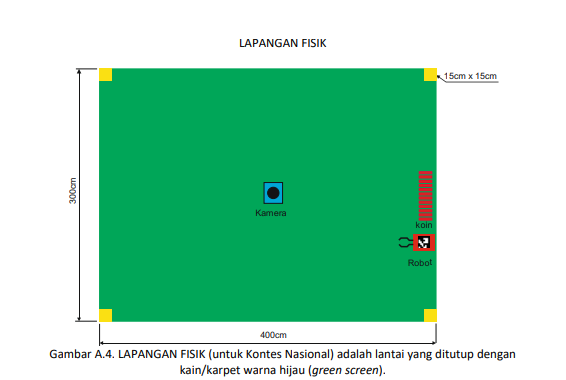 LAPANGAN FISIK
15cm x 15cm
300cm
Kamera
koin
Robot
400cm
Gambar A.4. LAPANGAN FISIK (untuk Kontes Nasional) adalah lantai yang ditutup dengan
kain/karpet warna hijau (green screen).